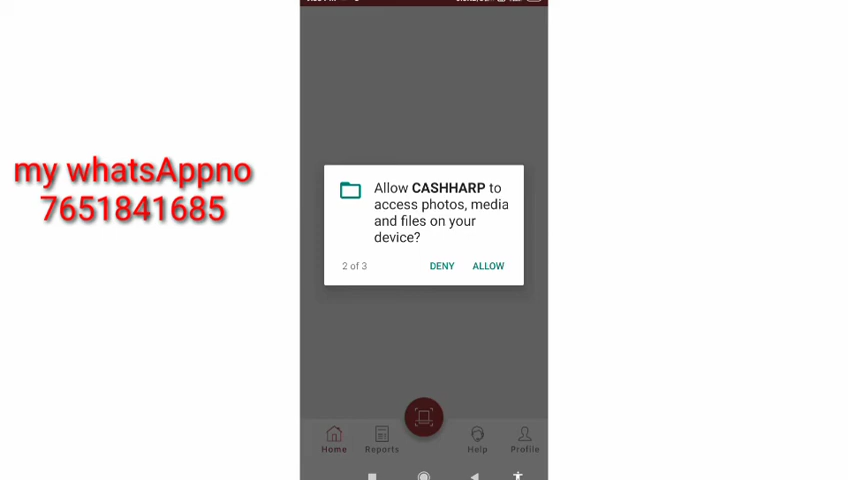 my whatsAppno
7651841685
Allow CASHHARP to
access photos, media
and files on your
device?
2 of 3
DENY
ALLOW
Home
Reports
Help
Profile